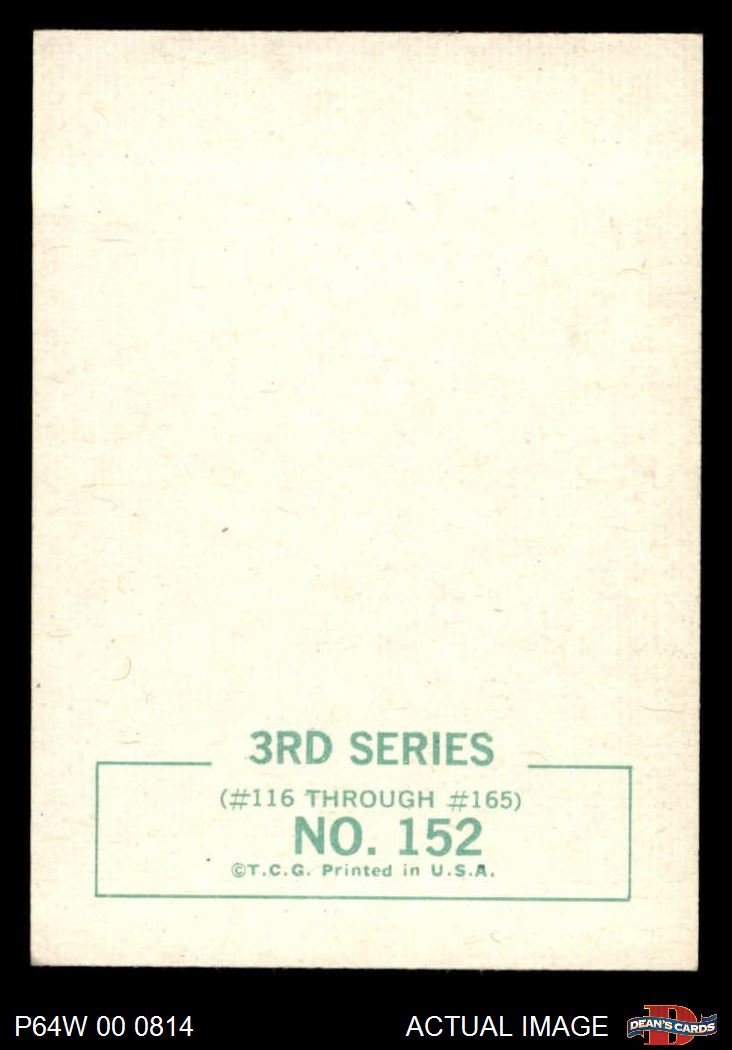 3RD SERIES
(#116 THROUGH #165)
NO. 152
©T.C.G. Printed in U.S.A.
P64W 00 0814
ACTUAL IMAGE
D
DEAN'S CARDS